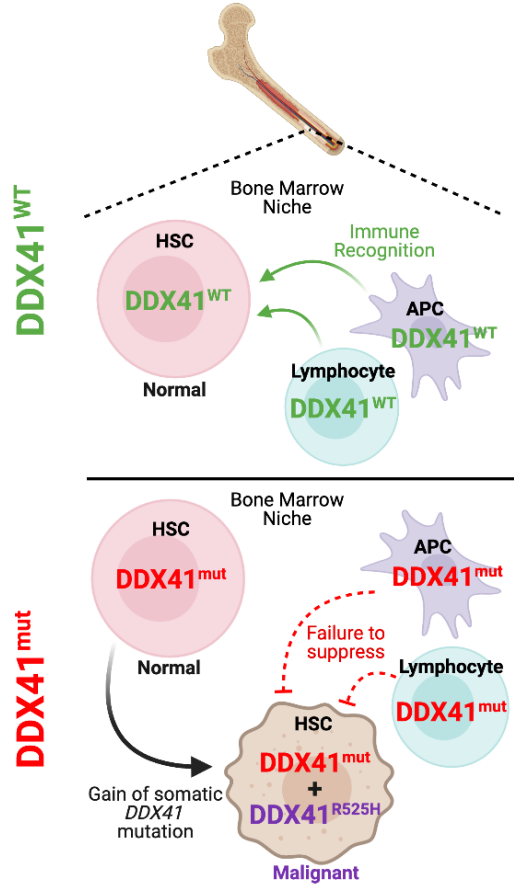 DDX41WT
Bone Marrow
Niche
HSC
DDX41WT
Normal
Immune
Recognition
APC
DDX41WT
Lymphocyte
DDX41WT
DDX41mut
Bone Marrow
Niche
HSC
DDX41mut
Normal
APC
DDX41mut
Failure to
suppress
Lymphocyte
DDX41mut
Gain of somatic
DDX41
mutation
HSC
DDX41mut
+
DDX41R525H
Malignant